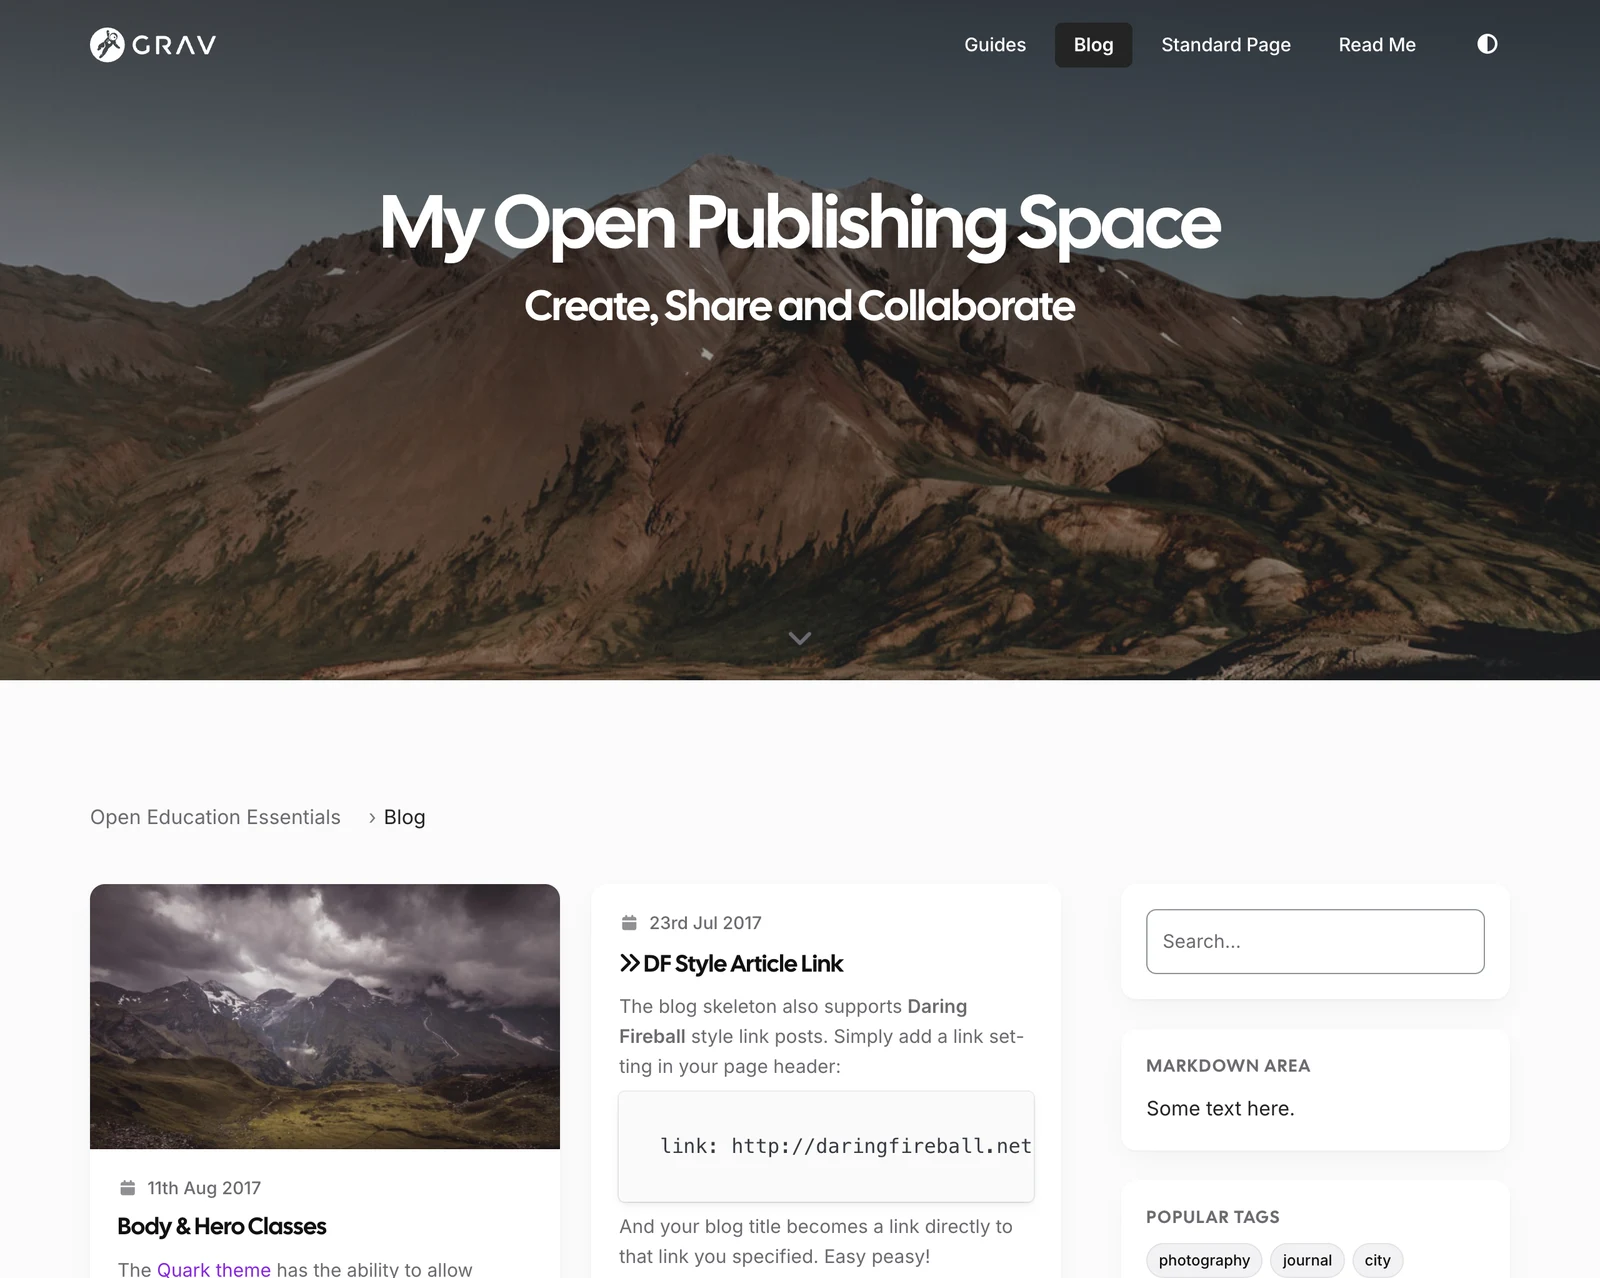 GRAV
Guides
Blog
Standard Page
Read Me
My Open Publishing Space
Create, Share and Collaborate
Open Education Essentials
› Blog
11th Aug 2017
Body & Hero Classes
The Quark theme has the ability to allow
23rd Jul 2017
DF Style Article Link
The blog skeleton also supports Daring
Fireball style link posts. Simply add a link set-
ting in your page header:
link: http://daringfireball.net
And your blog title becomes a link directly to
that link you specified. Easy peasy!
Search...
MARKDOWN AREA
Some text here.
POPULAR TAGS
photography
journal
city